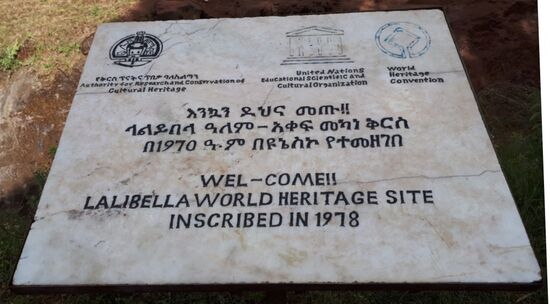 የቅርስ ጥናትና ጥበቃ ባለስልጣን
Authority for Research and Conservation of
Cultural Heritage
United Nations
Educational Scientific and
Cultural Organization
World
Heritage
Convention
እንኳን ደህና መጡ!!
ላልይበላ ዓለም-አቀፍ መካነ ቅርስ
በ1970 ዓ.ም በዩኔስኮ የተመዘገበ
WEL-COME!!
LALIBELLA WORLD HERITAGE SITE
INSCRIBED IN 1978